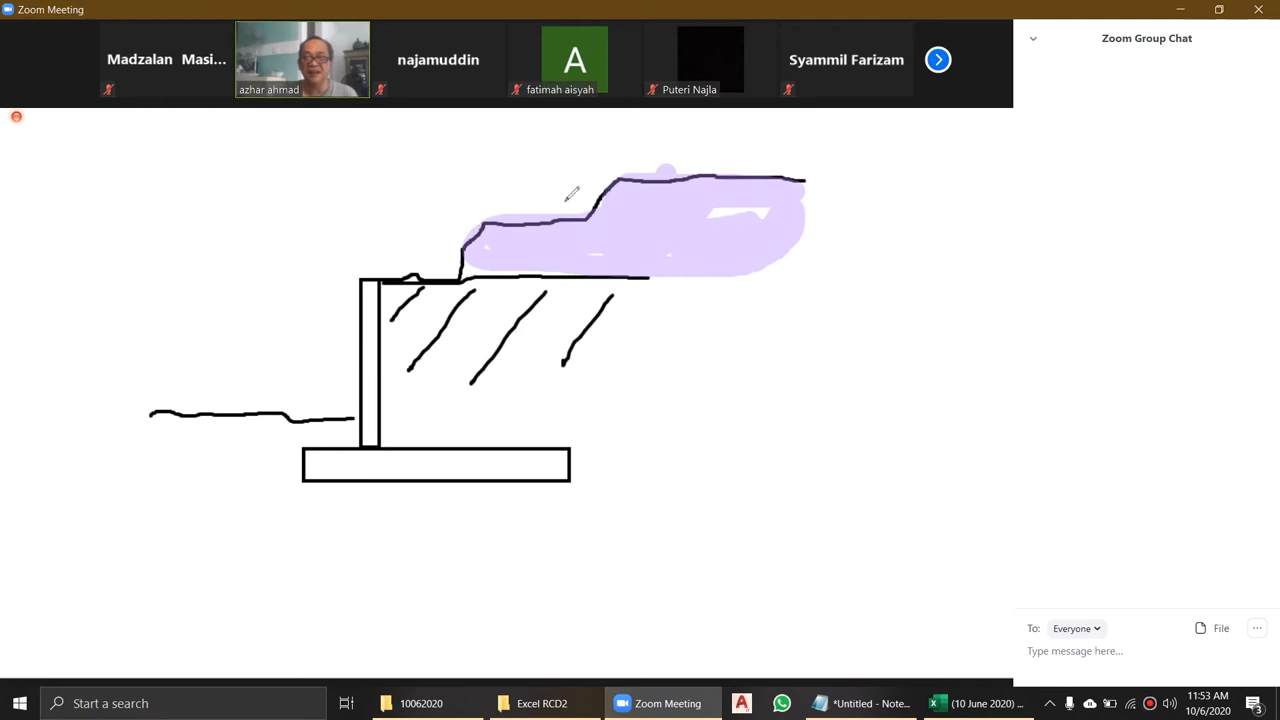 Zoom Meeting
Madzalan Masi...
azhar ahmad
najamuddin
A
fatimah aisyah
Puteri Najla
Syammil Farizam
Zoom Group Chat
To: Everyone
File
Type message here...
Start a search
10062020
Excel RCD2
Zoom Meeting
*Untitled - Note...
(10 June 2020) ...
11:53 AM
10/6/2020
3